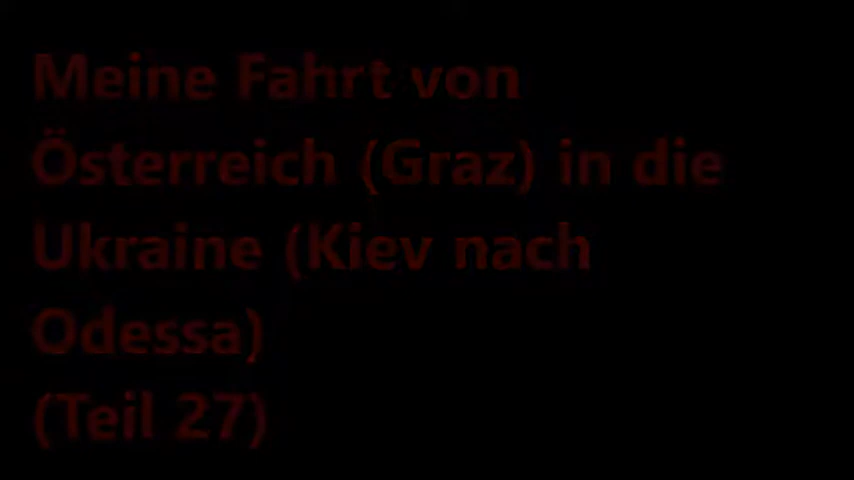 Meine Fahrt von
Österreich (Graz) in die
Ukraine (Kiev nach
Odessa)
(Teil 27)